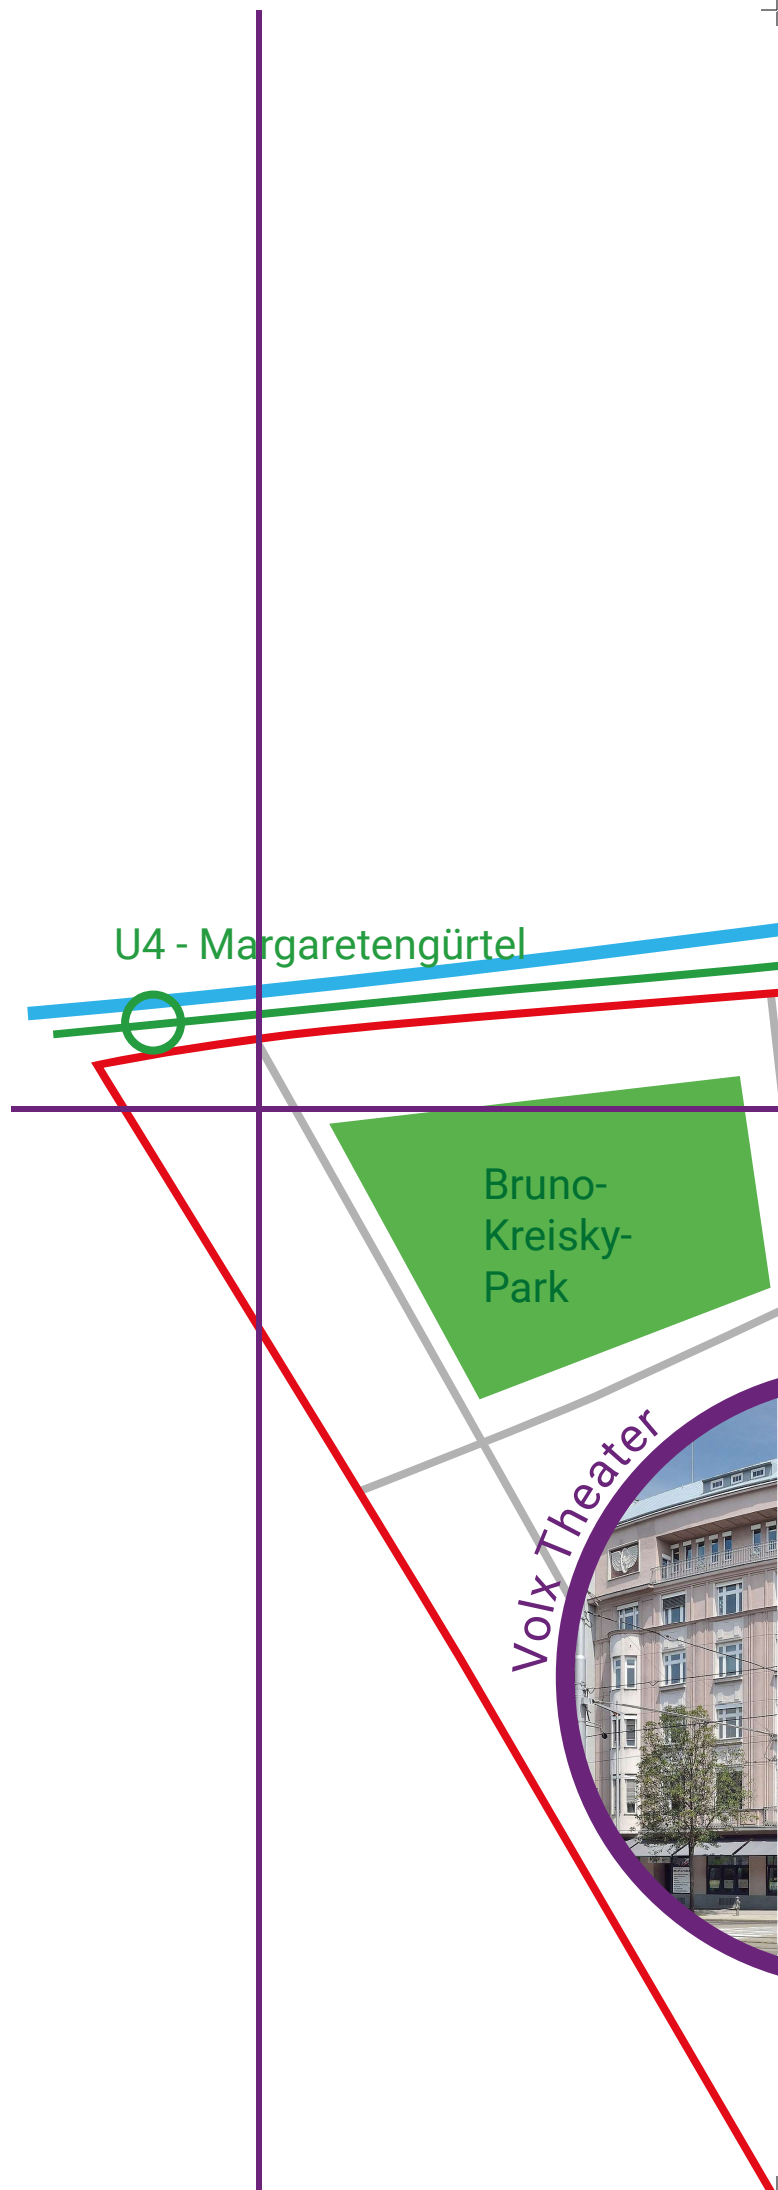 U4 - Margaretengürtel
Bruno-
Kreisky-
Park
Volx Theater